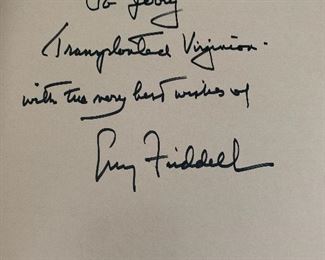 To Jerry
Transplanted Virginian.
with the very best wishes of
Guy Friddell